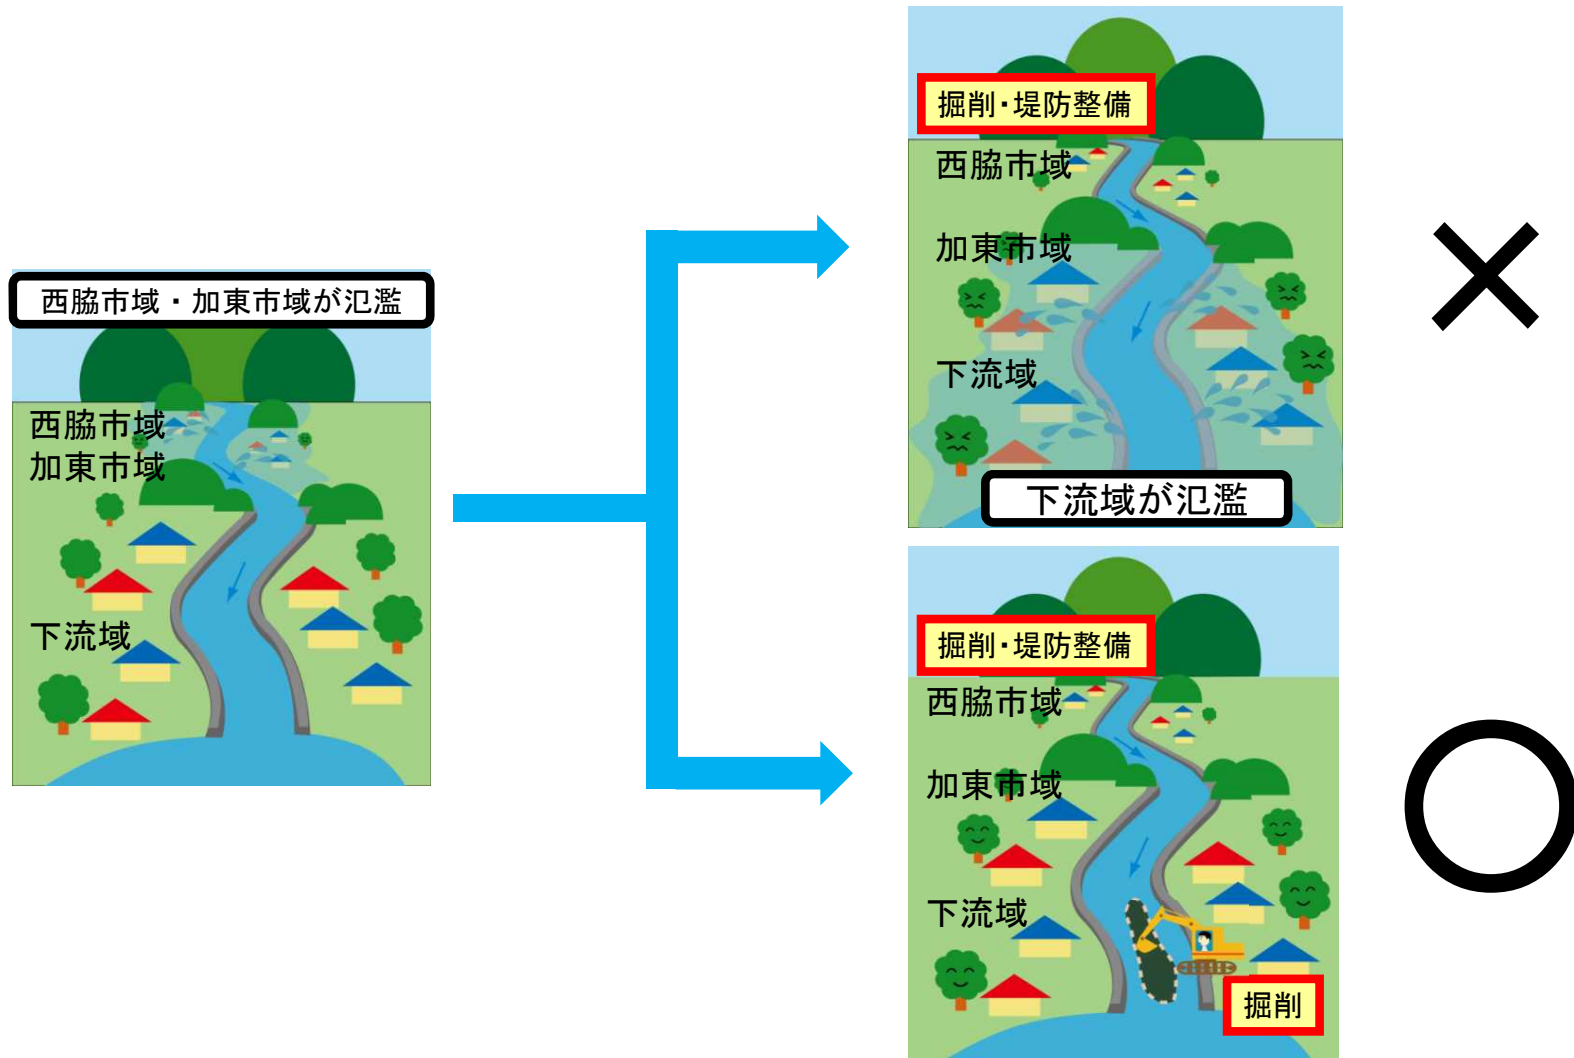 西脇市域・加東市域が氾濫
西脇市域
加東市域
下流域
掘削・堤防整備
西脇市域
加東市域
下流域
下流域が氾濫
掘削・堤防整備
西脇市域
加東市域
下流域
掘削